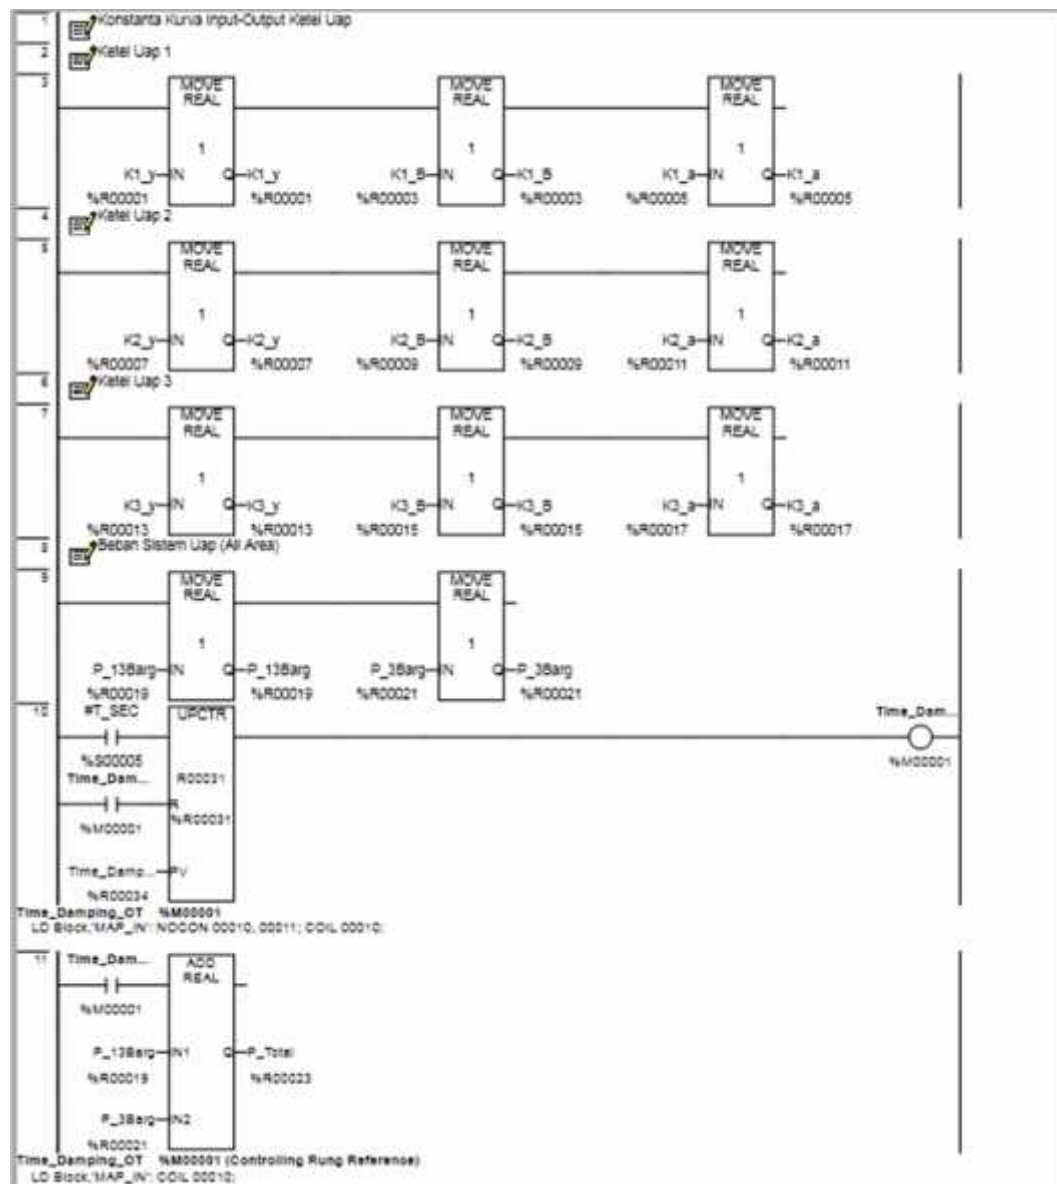 1 Konstanta Kurva Input-Output Ketel Uap
2 Ketel Uap 1
3 MOVE REAL MOVE REAL MOVE REAL
1 1 1
K1_y IN Q K1_y K1_B IN Q K1_B K1_a IN Q K1_a
%R00001 %R00001 %R00003 %R00003 %R00005 %R00005
4 Ketel Uap 2
5 MOVE REAL MOVE REAL MOVE REAL
1 1 1
K2_y IN Q K2_y K2_B IN Q K2_B K2_a IN Q K2_a
%R00007 %R00007 %R00009 %R00009 %R00011 %R00011
6 Ketel Uap 3
7 MOVE REAL MOVE REAL MOVE REAL
1 1 1
K3_y IN Q K3_y K3_B IN Q K3_B K3_a IN Q K3_a
%R00013 %R00013 %R00015 %R00015 %R00017 %R00017
8 Beban Sistem Uap (All Area)
9 MOVE REAL MOVE REAL
1 1
P_13Barg IN Q P_13Barg P_3Barg IN Q P_3Barg
%R00019 %R00019 %R00021 %R00021
10 #T_SEC UPCTR Time_Dam...
%S00005 %M00001
Time_Dam... R00031
R
%M00001 %R00031
Time_Damp... PV
%R00034
Time_Damping_OT %M00001
LD Block,'MAP_IN': NOCON 00010, 00011; COIL 00010;
11 Time_Dam... ADD REAL
%M00001
P_13Barg IN1 Q P_Total
%R00019 %R00023
P_3Barg IN2
%R00021
Time_Damping_OT %M00001 (Controlling Rung Reference)
LD Block,'MAP_IN': COIL 00010;